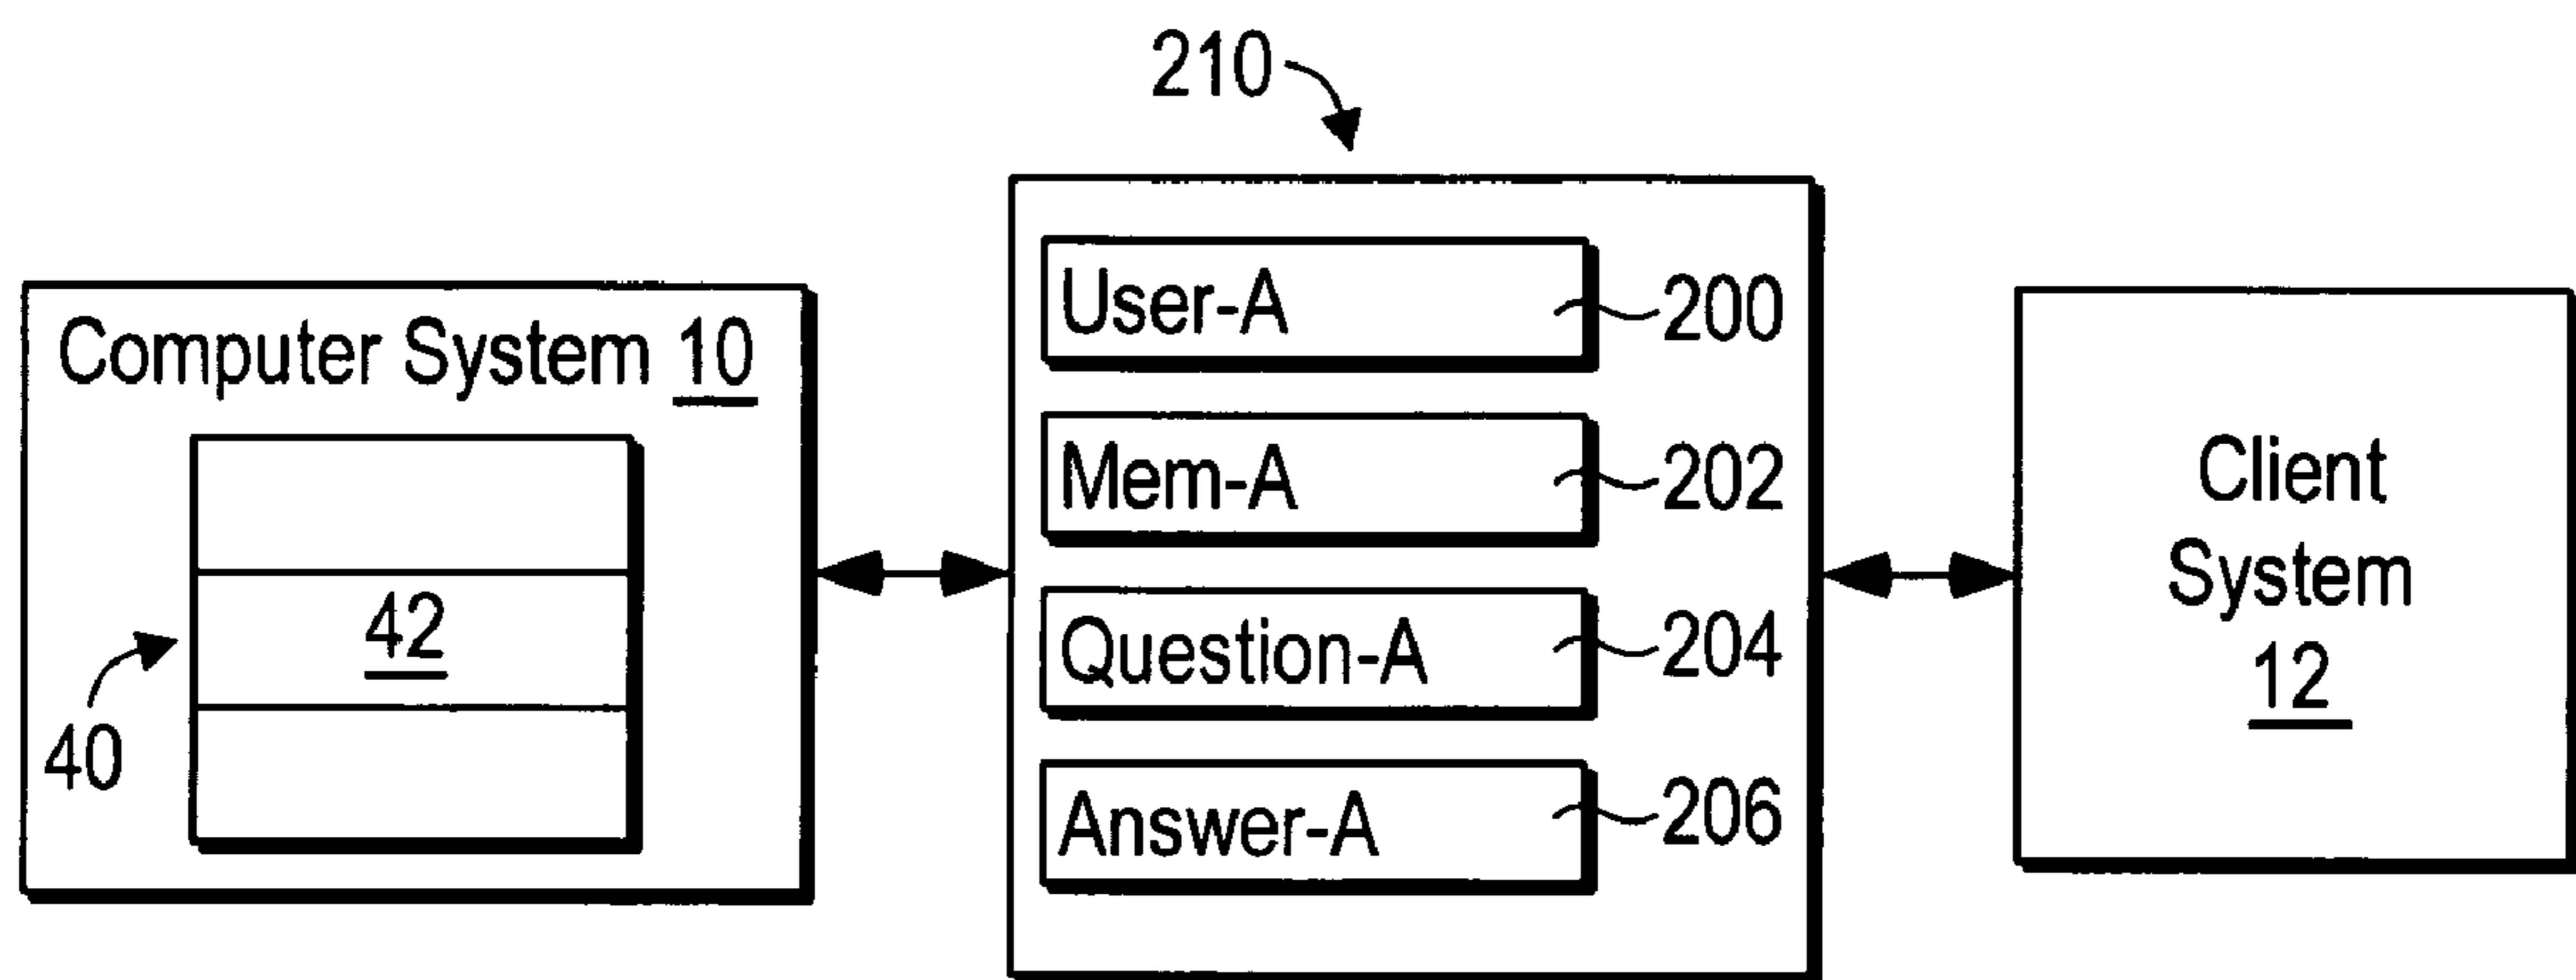 210
Computer System 10
42
40
User-A 200
Mem-A 202
Question-A 204
Answer-A 206
Client
System
12